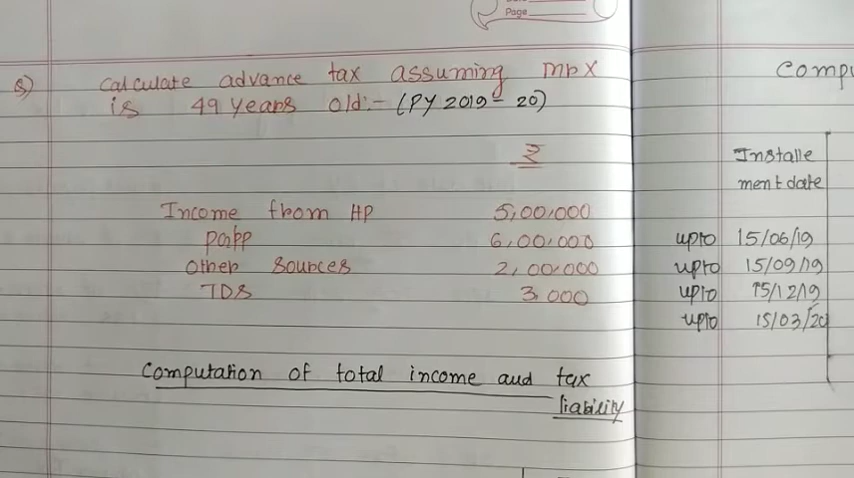 Page
Q) Calculate advance tax assuming Mr X
is 49 years old:- (PY 2019-20)
₹
Income from HP 5,00,000
PGBP 6,00,000
Other Sources 2,00,000
TDS 3,000
Computation of total income and tax
liability
Installe
ment date
upto 15/06/19
upto 15/09/19
upto 15/12/19
upto 15/03/20